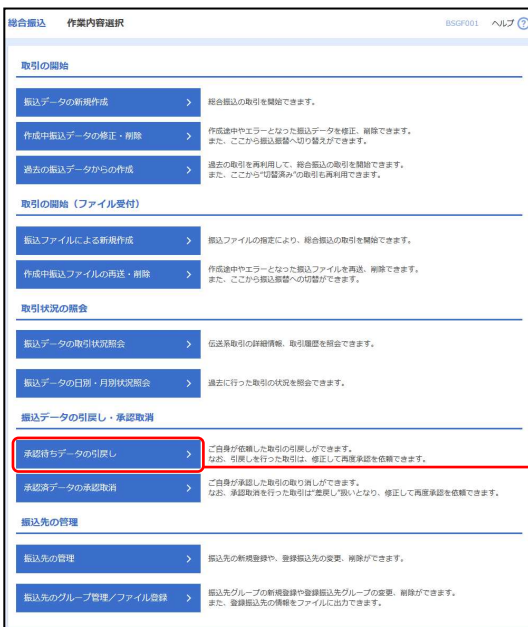 総合振込 作業内容選択 BSGF001 ヘルプ ?
取引の開始
振込データの新規作成 > 総合振込の取引を開始できます。
作成中振込データの修正・削除 > 作成途中やエラーとなった振込データを修正、削除できます。
また、ここから振込振替へ切り替えができます。
過去の振込データからの作成 > 過去の取引を再利用して、総合振込の取引を開始できます。
また、ここから“切替済み”の取引も再利用できます。
取引の開始（ファイル受付）
振込ファイルによる新規作成 > 振込ファイルの指定により、総合振込の取引を開始できます。
作成中振込ファイルの再送・削除 > 作成途中やエラーとなった振込ファイルを再送、削除できます。
また、ここから振込振替への切替ができます。
取引状況の照会
振込データの取引状況照会 > 伝送系取引の詳細情報、取引履歴を照会できます。
振込データの日別・月別状況照会 > 過去に行った取引の状況を照会できます。
振込データの引戻し・承認取消
承認待ちデータの引戻し > ご自身が依頼した取引の引戻しができます。
なお、引戻しを行った取引は、修正して再度承認を依頼できます。
承認済データの承認取消 > ご自身が承認した取引の取り消しができます。
なお、承認取消を行った取引は“差戻し”扱いとなり、修正して再度承認を依頼できます。
振込先の管理
振込先の管理 > 振込先の新規登録や、登録振込先の変更、削除ができます。
振込先のグループ管理／ファイル登録 > 振込先グループの新規登録や登録振込先グループの変更、削除ができます。
また、登録振込先の情報をファイルに出力できます。